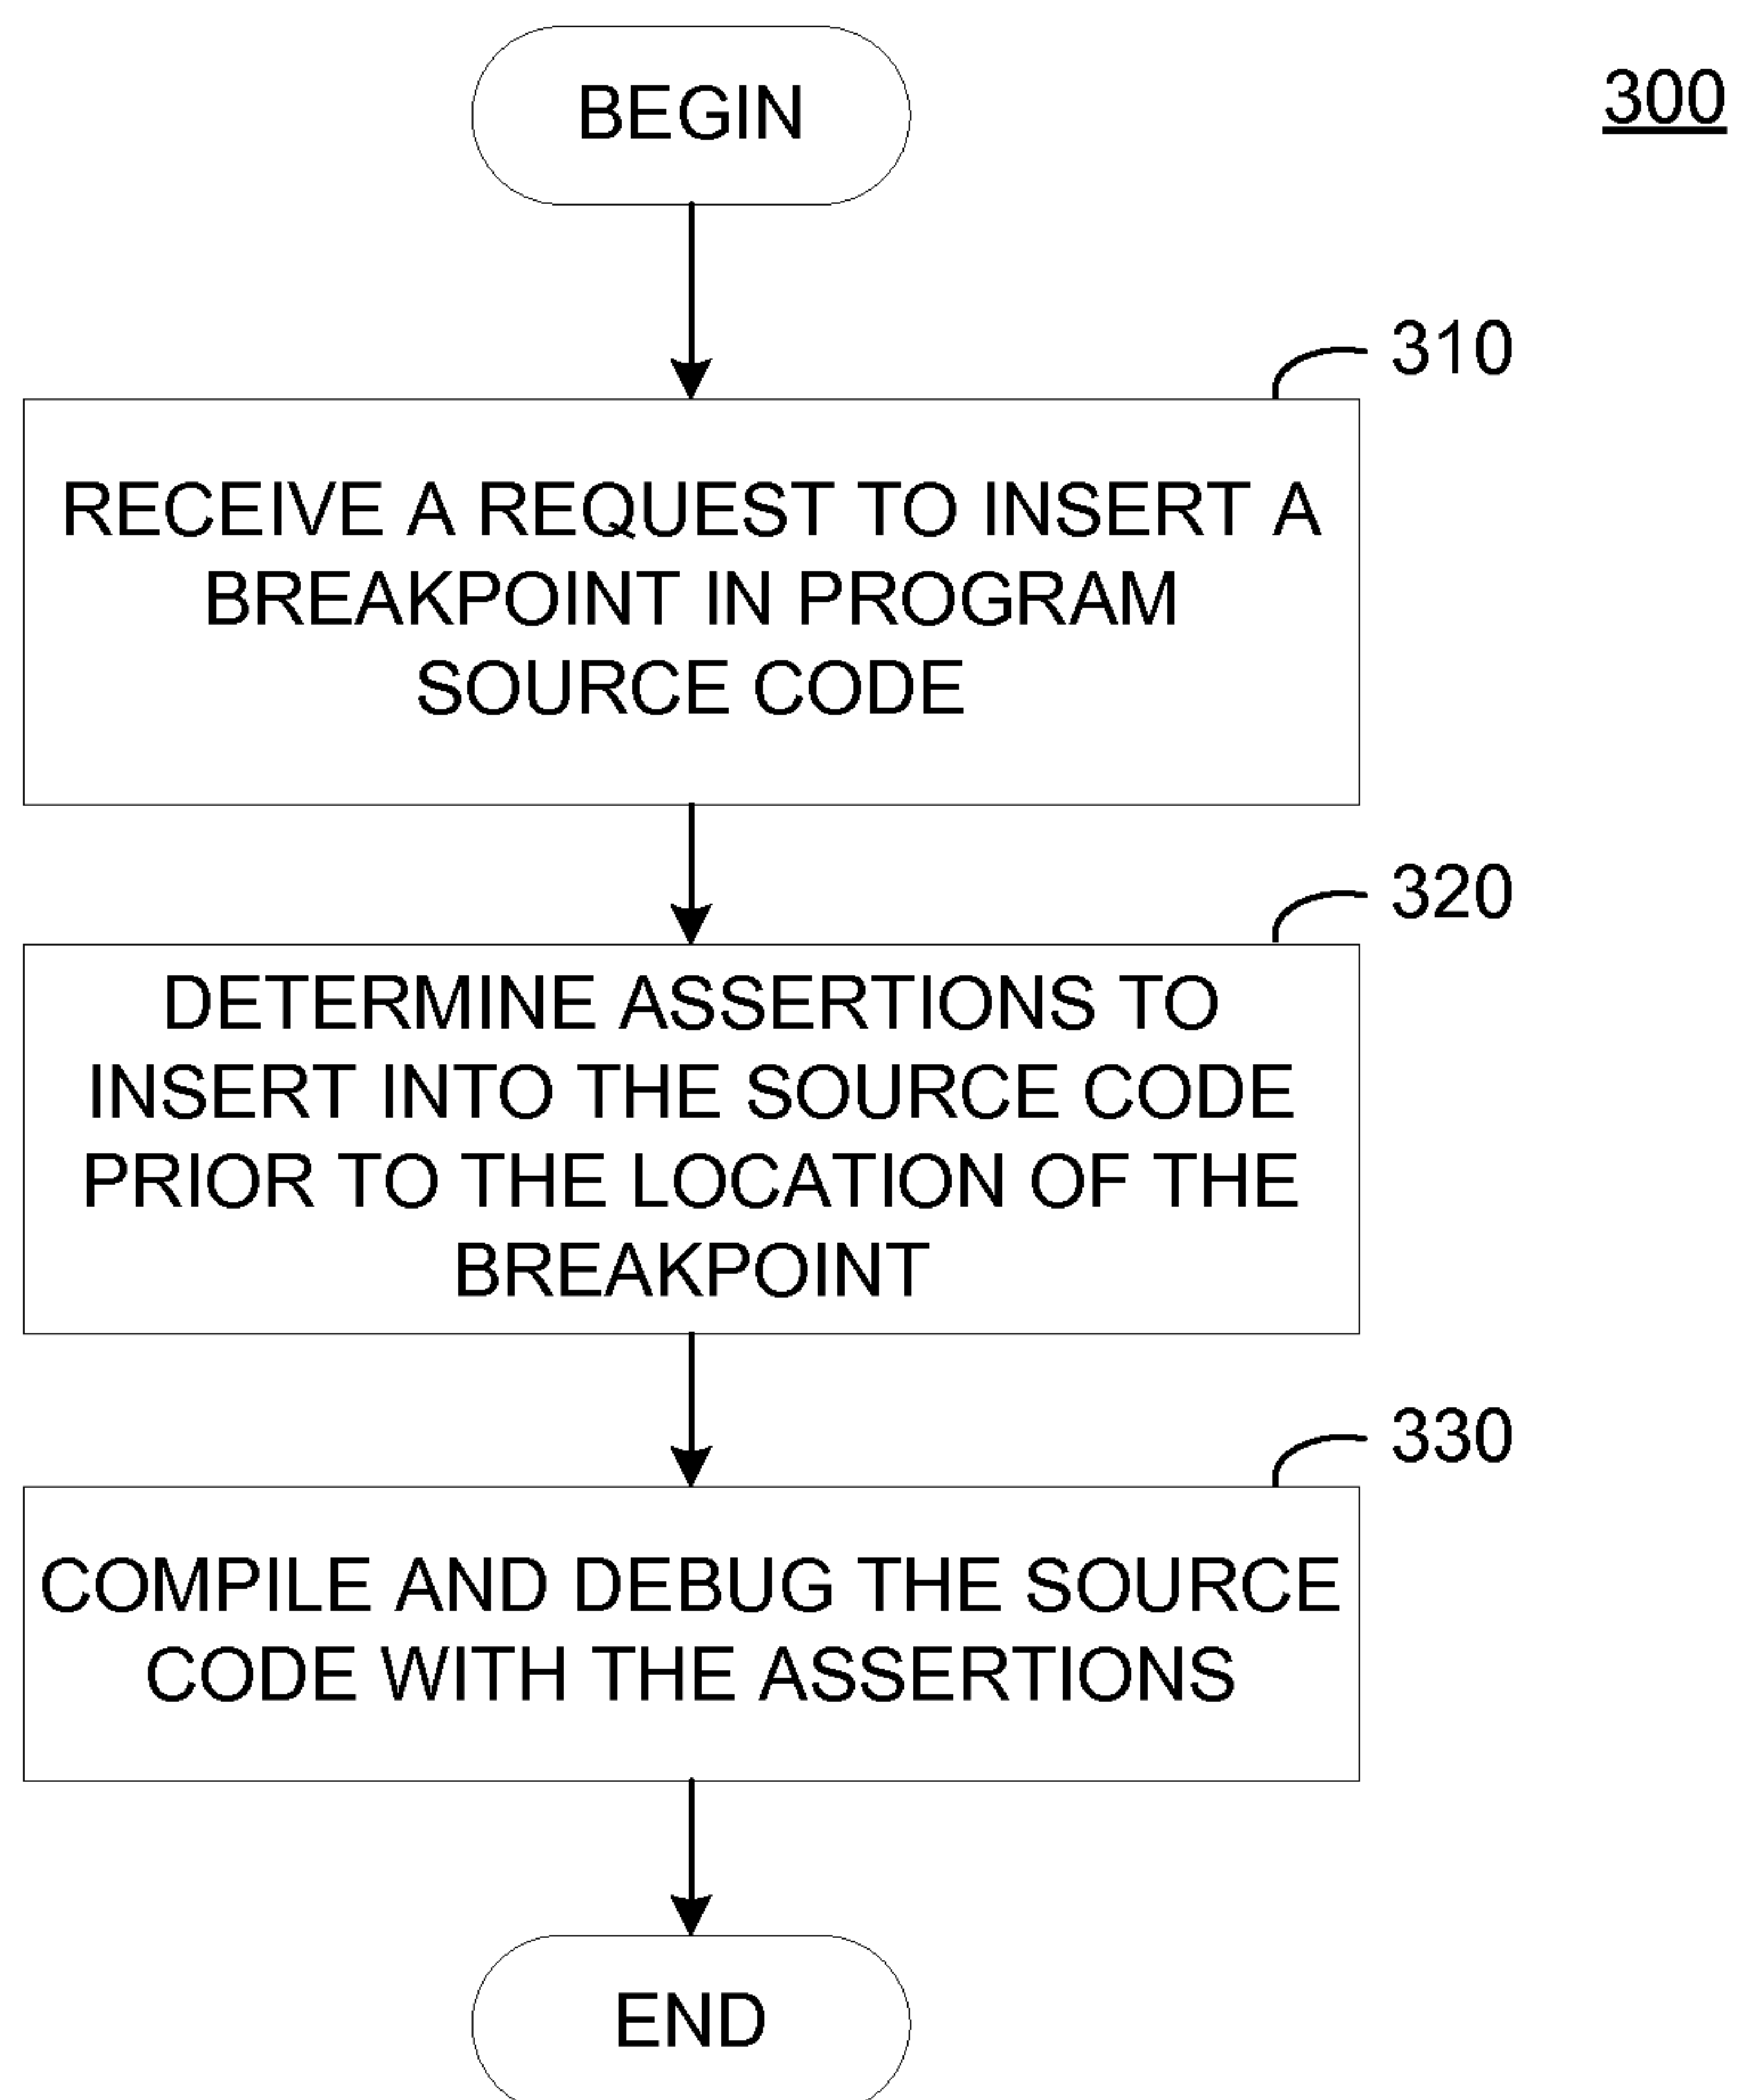 BEGIN
300
310
RECEIVE A REQUEST TO INSERT A
BREAKPOINT IN PROGRAM
SOURCE CODE
320
DETERMINE ASSERTIONS TO
INSERT INTO THE SOURCE CODE
PRIOR TO THE LOCATION OF THE
BREAKPOINT
330
COMPILE AND DEBUG THE SOURCE
CODE WITH THE ASSERTIONS
END